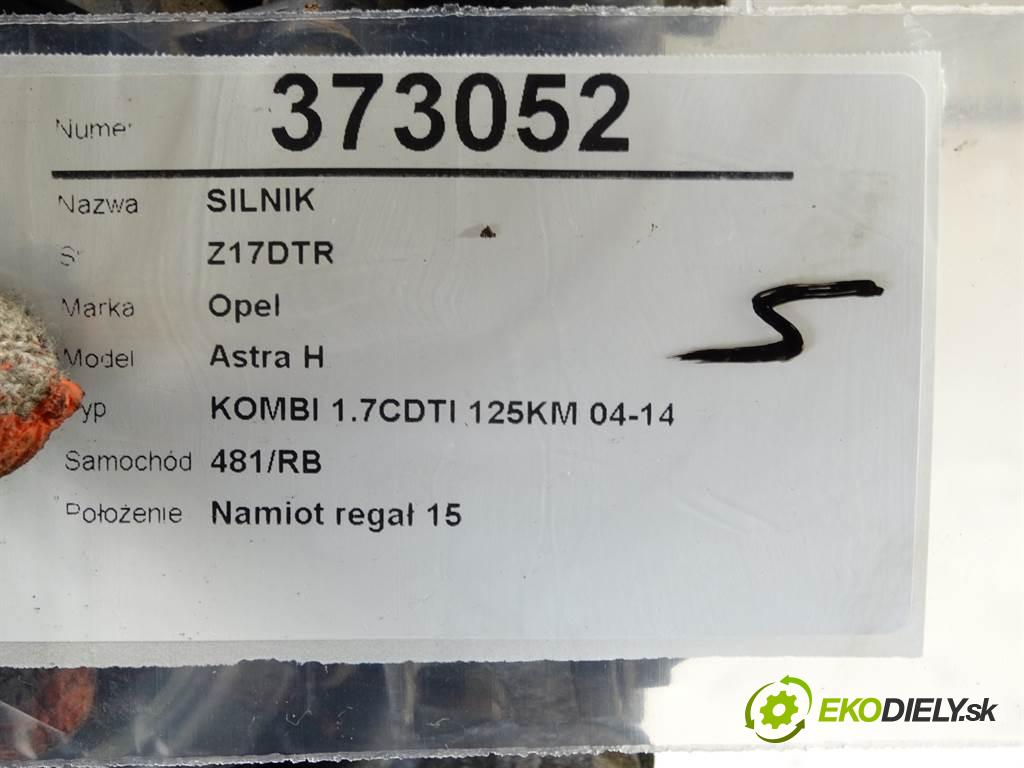 Numer 373052
Nazwa SILNIK
Z17DTR
Marka Opel
Model Astra H
Typ KOMBI 1.7CDTI 125KM 04-14
Samochód 481/RB
Położenie Namiot regał 15
EKODIELY.sk